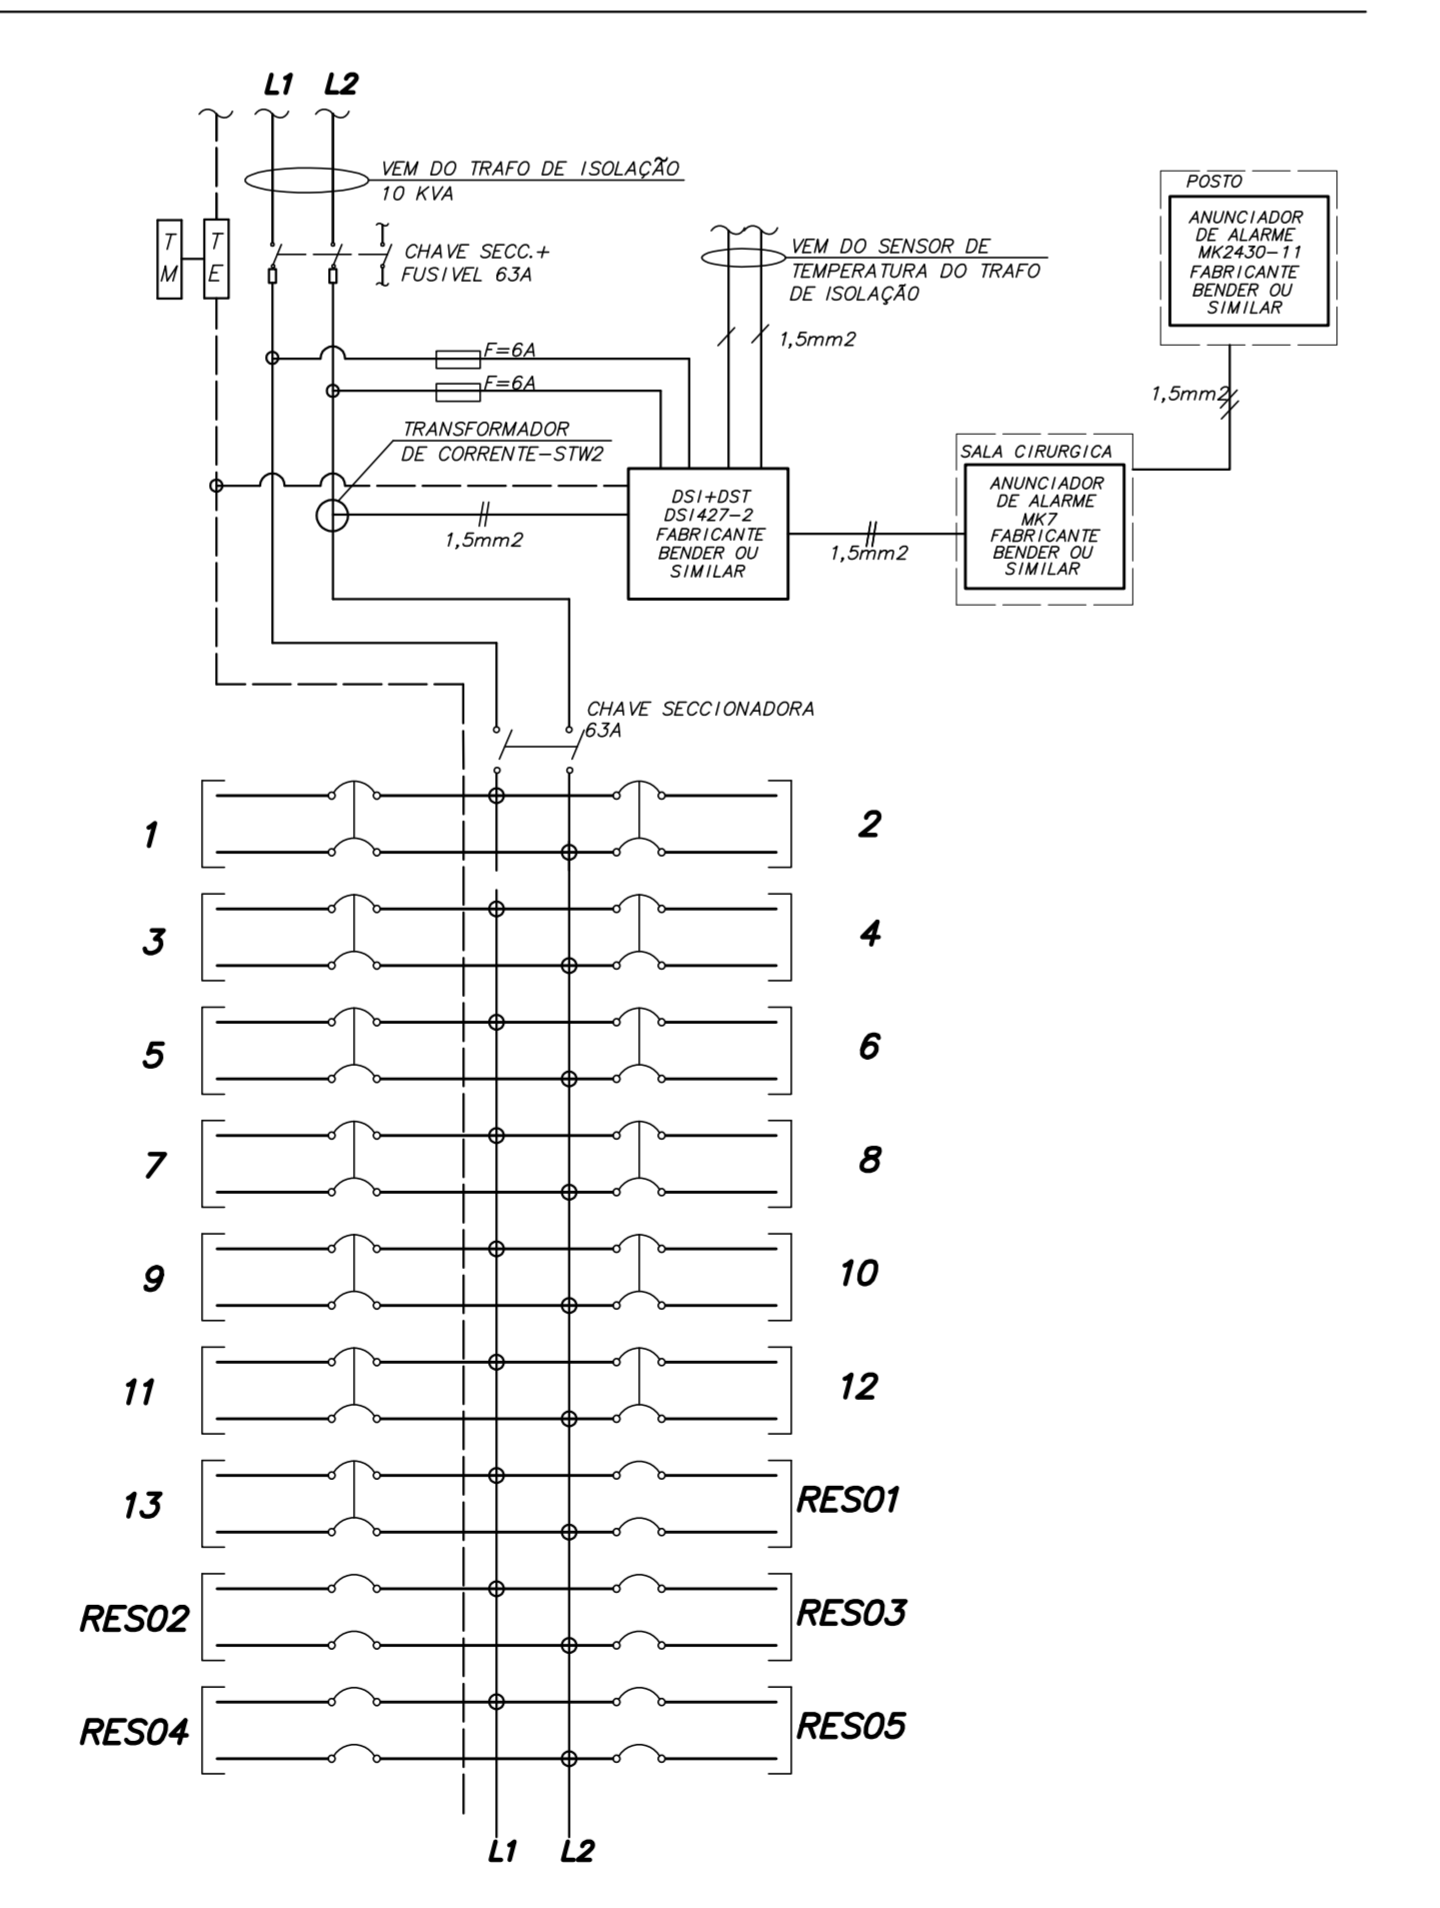 L1 L2
VEM DO TRAFO DE ISOLAÇÃO
10 KVA
T M
T E
CHAVE SECC.+
FUSIVEL 63A
VEM DO SENSOR DE
TEMPERATURA DO TRAFO
DE ISOLAÇÃO
1,5mm2
POSTO
ANUNCIADOR
DE ALARME
MK2430-11
FABRICANTE
BENDER OU
SIMILAR
1,5mm2
F=6A
F=6A
TRANSFORMADOR
DE CORRENTE-STW2
1,5mm2
DSI+DST
DSI427-2
FABRICANTE
BENDER OU
SIMILAR
1,5mm2
SALA CIRURGICA
ANUNCIADOR
DE ALARME
MK7
FABRICANTE
BENDER OU
SIMILAR
CHAVE SECCIONADORA
63A
1 2
3 4
5 6
7 8
9 10
11 12
13 RES01
RES02 RES03
RES04 RES05
L1 L2